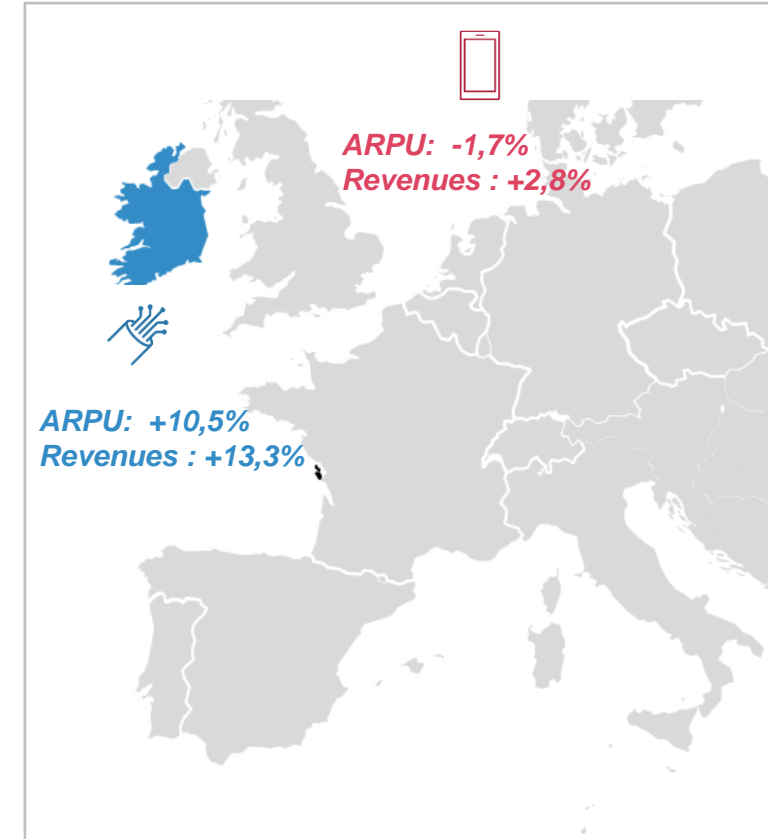 ARPU: -1,7%
Revenues : +2,8%
ARPU: +10,5%
Revenues : +13,3%